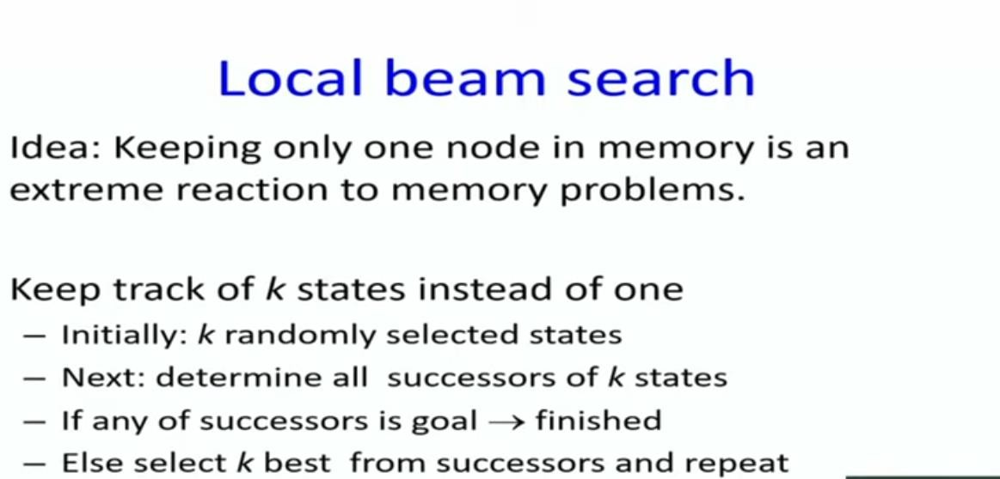 Local beam search
Idea: Keeping only one node in memory is an
extreme reaction to memory problems.
Keep track of k states instead of one
– Initially: k randomly selected states
– Next: determine all successors of k states
– If any of successors is goal → finished
– Else select k best from successors and repeat